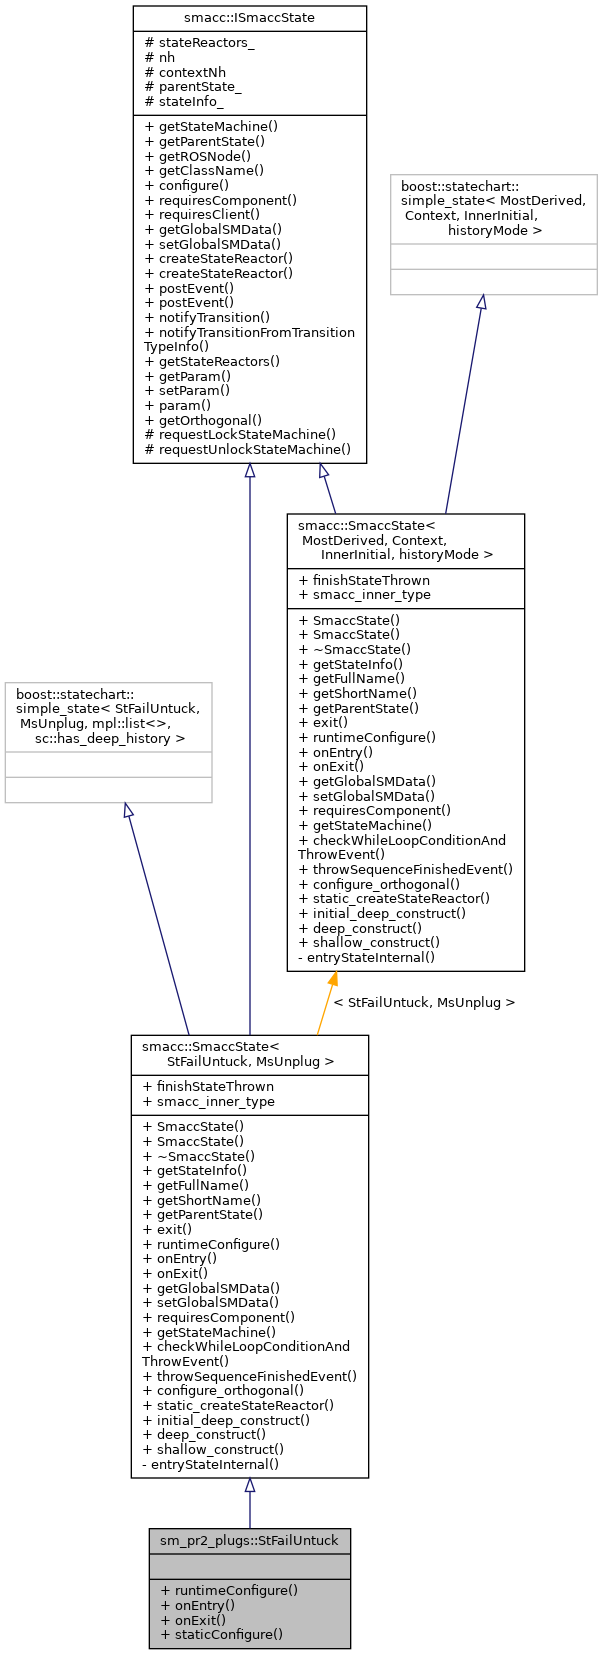 smacc::ISmaccState
# stateReactors_
# nh
# contextNh
# parentState_
# stateInfo_
+ getStateMachine()
+ getParentState()
+ getROSNode()
+ getClassName()
+ configure()
+ requiresComponent()
+ requiresClient()
+ getGlobalSMData()
+ setGlobalSMData()
+ createStateReactor()
+ createStateReactor()
+ postEvent()
+ postEvent()
+ notifyTransition()
+ notifyTransitionFromTransition
TypeInfo()
+ getStateReactors()
+ getParam()
+ setParam()
+ param()
+ getOrthogonal()
# requestLockStateMachine()
# requestUnlockStateMachine()
boost::statechart::
simple_state< MostDerived,
Context, InnerInitial,
historyMode >
smacc::SmaccState<
MostDerived, Context,
InnerInitial, historyMode >
+ finishStateThrown
+ smacc_inner_type
+ SmaccState()
+ SmaccState()
+ ~SmaccState()
+ getStateInfo()
+ getFullName()
+ getShortName()
+ getParentState()
+ exit()
+ runtimeConfigure()
+ onEntry()
+ onExit()
+ getGlobalSMData()
+ setGlobalSMData()
+ requiresComponent()
+ getStateMachine()
+ checkWhileLoopConditionAnd
ThrowEvent()
+ throwSequenceFinishedEvent()
+ configure_orthogonal()
+ static_createStateReactor()
+ initial_deep_construct()
+ deep_construct()
+ shallow_construct()
- entryStateInternal()
boost::statechart::
simple_state< StFailUntuck,
MsUnplug, mpl::list<>,
sc::has_deep_history >
< StFailUntuck, MsUnplug >
smacc::SmaccState<
StFailUntuck, MsUnplug >
+ finishStateThrown
+ smacc_inner_type
+ SmaccState()
+ SmaccState()
+ ~SmaccState()
+ getStateInfo()
+ getFullName()
+ getShortName()
+ getParentState()
+ exit()
+ runtimeConfigure()
+ onEntry()
+ onExit()
+ getGlobalSMData()
+ setGlobalSMData()
+ requiresComponent()
+ getStateMachine()
+ checkWhileLoopConditionAnd
ThrowEvent()
+ throwSequenceFinishedEvent()
+ configure_orthogonal()
+ static_createStateReactor()
+ initial_deep_construct()
+ deep_construct()
+ shallow_construct()
- entryStateInternal()
sm_pr2_plugs::StFailUntuck
+ runtimeConfigure()
+ onEntry()
+ onExit()
+ staticConfigure()